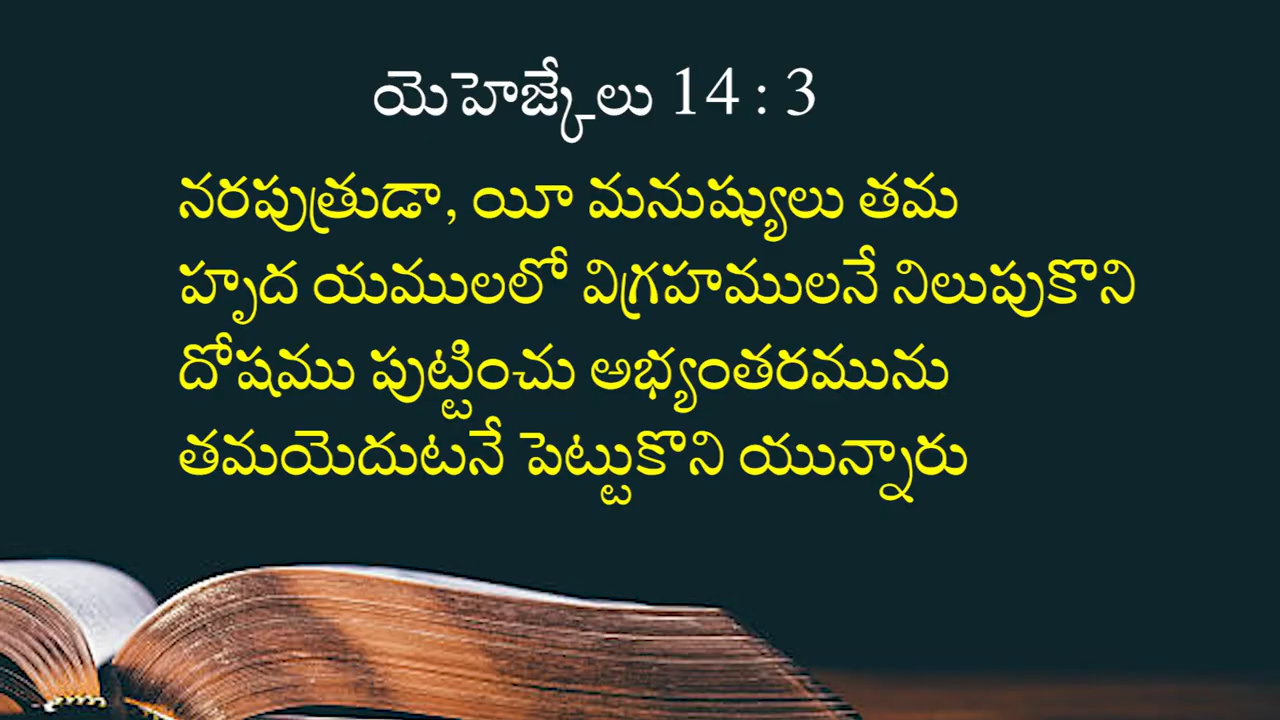 యెహెజ్కేలు 14 : 3
నరపుత్రుడా, యీ మనుష్యులు తమ
హృద యములలో విగ్రహములనే నిలుపుకొని
దోషము పుట్టించు అభ్యంతరమును
తమయెదుటనే పెట్టుకొని యున్నారు